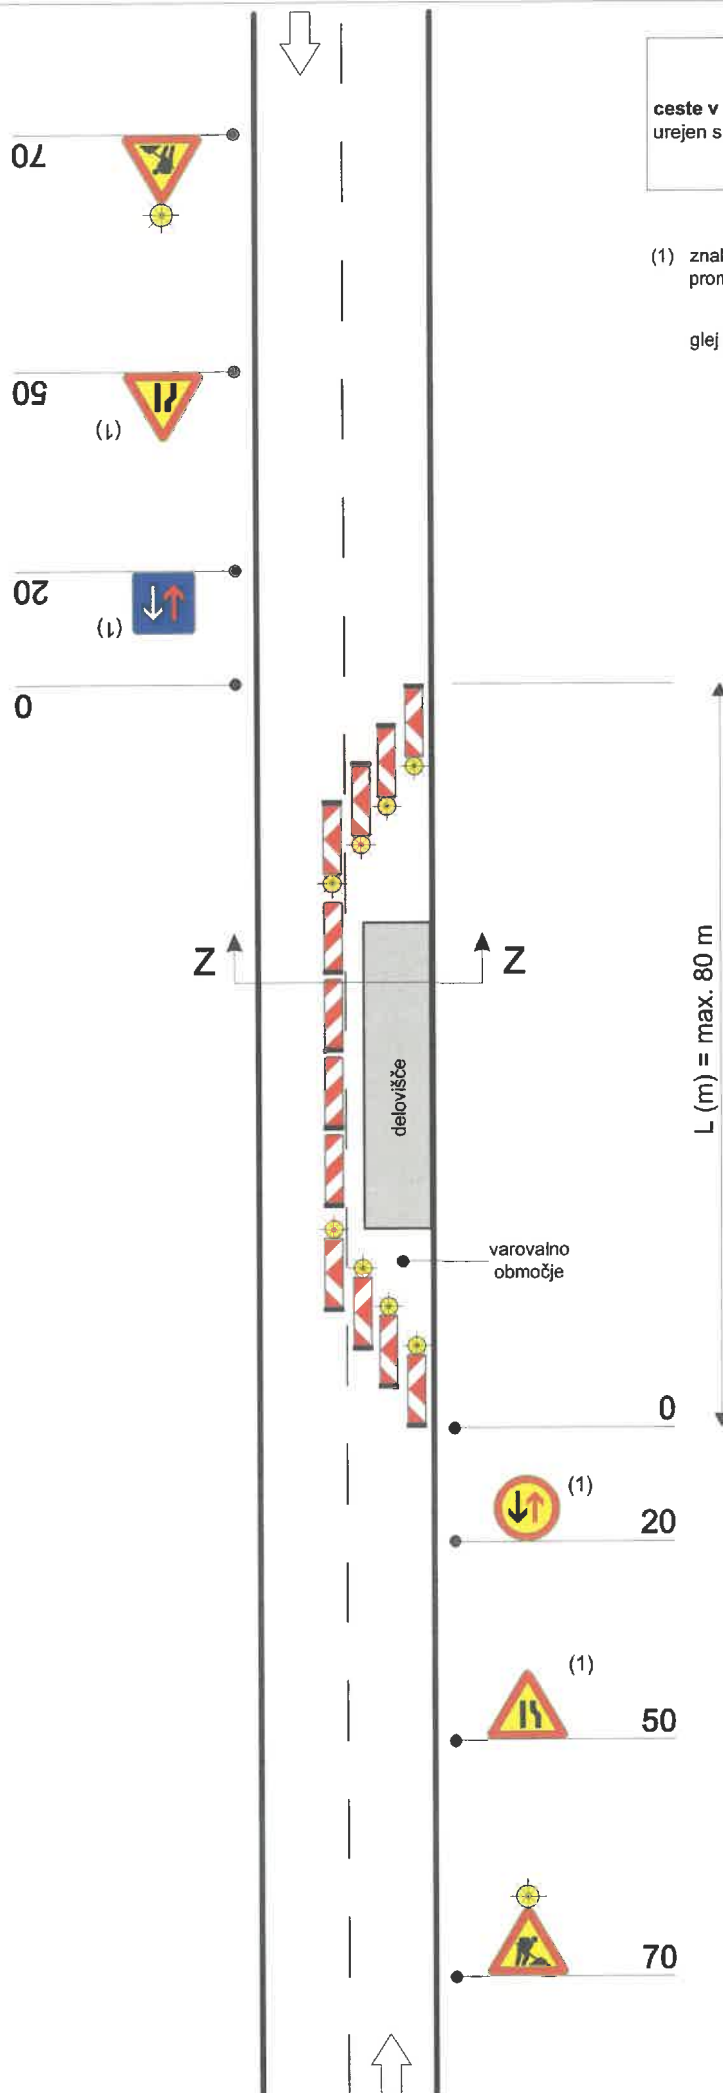 ceste v
urejen s
70
(1) znal
pron
50
glej
(1)
20
(1)
0
Z
Z
L (m) = max. 80 m
delovišče
varovalno
območje
0
(1)
20
(1)
50
70